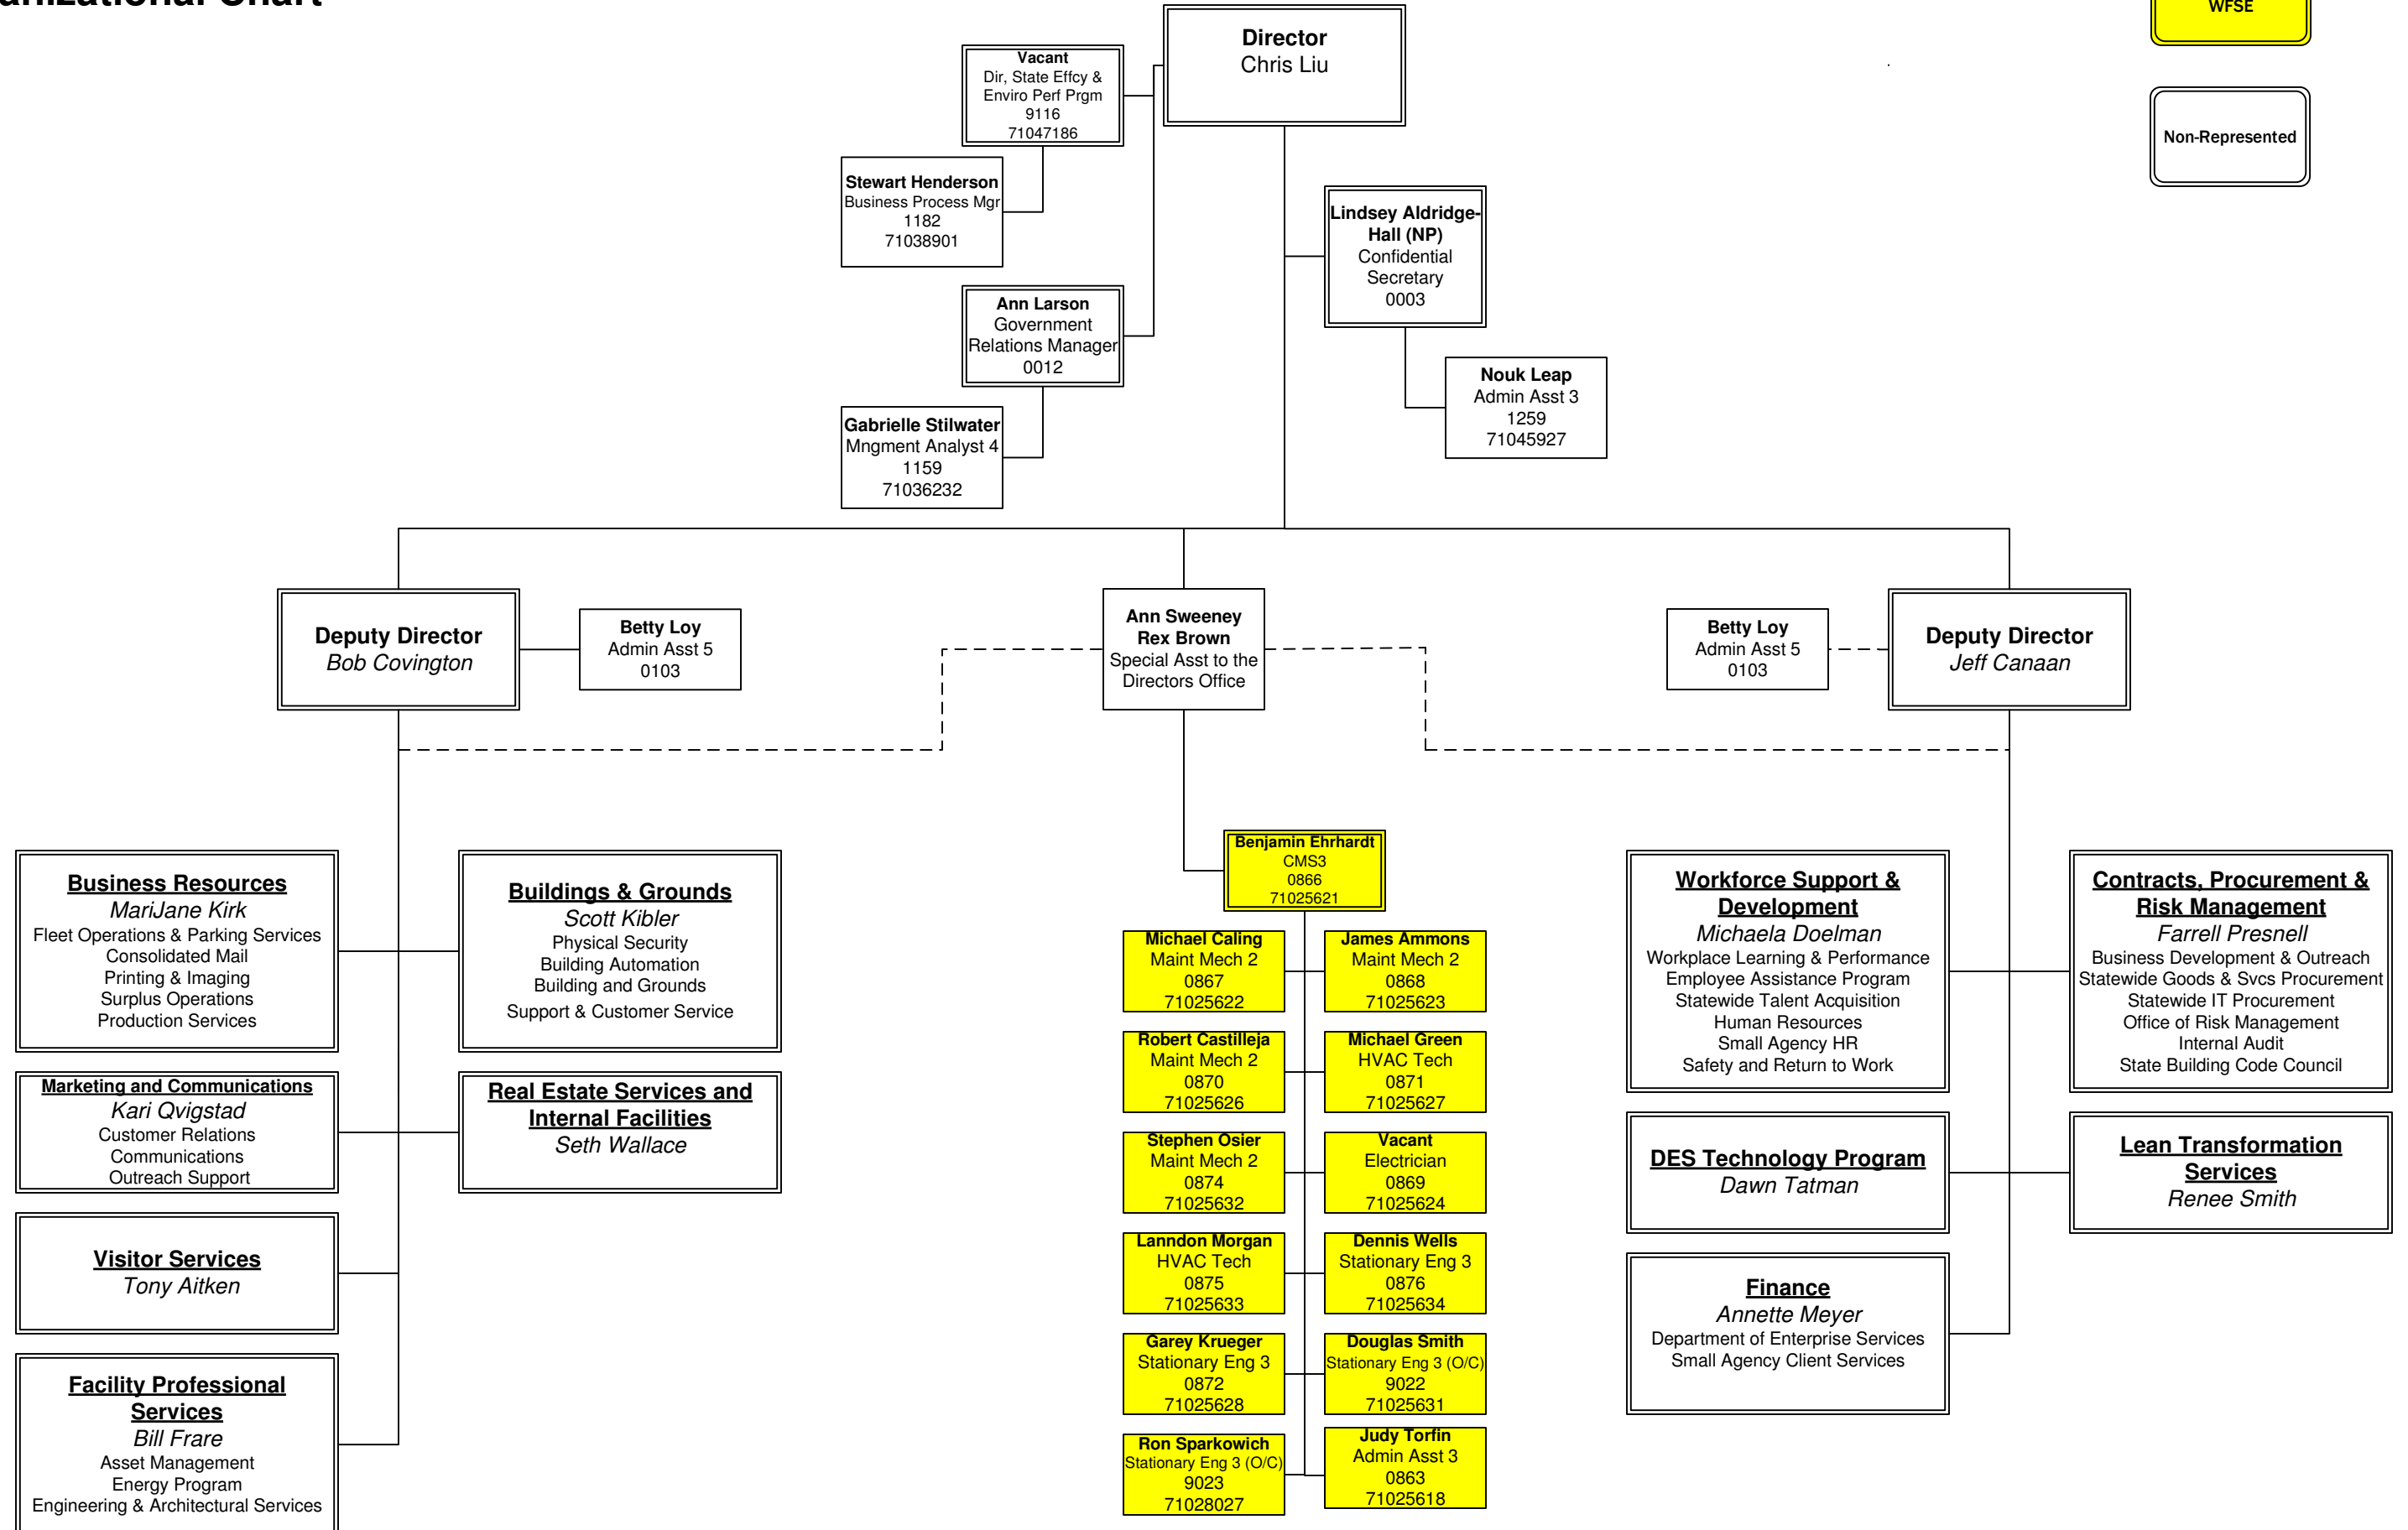 anizational Chart
WFSE
Non-Represented
Director
Chris Liu
Vacant
Dir, State Effcy &
Enviro Perf Prgm
9116
71047186
Stewart Henderson
Business Process Mgr
1182
71038901
Ann Larson
Government
Relations Manager
0012
Gabrielle Stilwater
Mngment Analyst 4
1159
71036232
Lindsey Aldridge-
Hall (NP)
Confidential
Secretary
0003
Nouk Leap
Admin Asst 3
1259
71045927
Deputy Director
Bob Covington
Betty Loy
Admin Asst 5
0103
Ann Sweeney
Rex Brown
Special Asst to the
Directors Office
Betty Loy
Admin Asst 5
0103
Deputy Director
Jeff Canaan
Business Resources
MariJane Kirk
Fleet Operations & Parking Services
Consolidated Mail
Printing & Imaging
Surplus Operations
Production Services
Buildings & Grounds
Scott Kibler
Physical Security
Building Automation
Building and Grounds
Support & Customer Service
Marketing and Communications
Kari Qvigstad
Customer Relations
Communications
Outreach Support
Real Estate Services and
Internal Facilities
Seth Wallace
Visitor Services
Tony Aitken
Facility Professional
Services
Bill Frare
Asset Management
Energy Program
Engineering & Architectural Services
Benjamin Ehrhardt
CMS3
0866
71025621
Michael Caling
Maint Mech 2
0867
71025622
James Ammons
Maint Mech 2
0868
71025623
Robert Castilleja
Maint Mech 2
0870
71025626
Michael Green
HVAC Tech
0871
71025627
Stephen Osier
Maint Mech 2
0874
71025632
Vacant
Electrician
0869
71025624
Lanndon Morgan
HVAC Tech
0875
71025633
Dennis Wells
Stationary Eng 3
0876
71025634
Garey Krueger
Stationary Eng 3
0872
71025628
Douglas Smith
Stationary Eng 3 (O/C)
9022
71025631
Ron Sparkowich
Stationary Eng 3 (O/C)
9023
71028027
Judy Torfin
Admin Asst 3
0863
71025618
Workforce Support &
Development
Michaela Doelman
Workplace Learning & Performance
Employee Assistance Program
Statewide Talent Acquisition
Human Resources
Small Agency HR
Safety and Return to Work
Contracts, Procurement &
Risk Management
Farrell Presnell
Business Development & Outreach
Statewide Goods & Svcs Procurement
Statewide IT Procurement
Office of Risk Management
Internal Audit
State Building Code Council
DES Technology Program
Dawn Tatman
Lean Transformation
Services
Renee Smith
Finance
Annette Meyer
Department of Enterprise Services
Small Agency Client Services